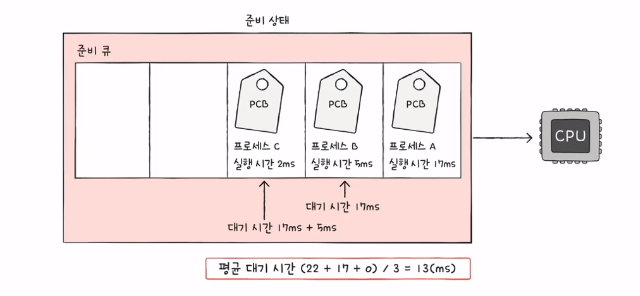 준비 상태
준비 큐
PCB
PCB
PCB
프로세스 C
실행 시간 2ms
프로세스 B
실행 시간 5ms
프로세스 A
실행 시간 17ms
CPU
대기 시간 17ms
대기 시간 17ms + 5ms
평균 대기 시간 (22 + 17 + 0) / 3 = 13(ms)